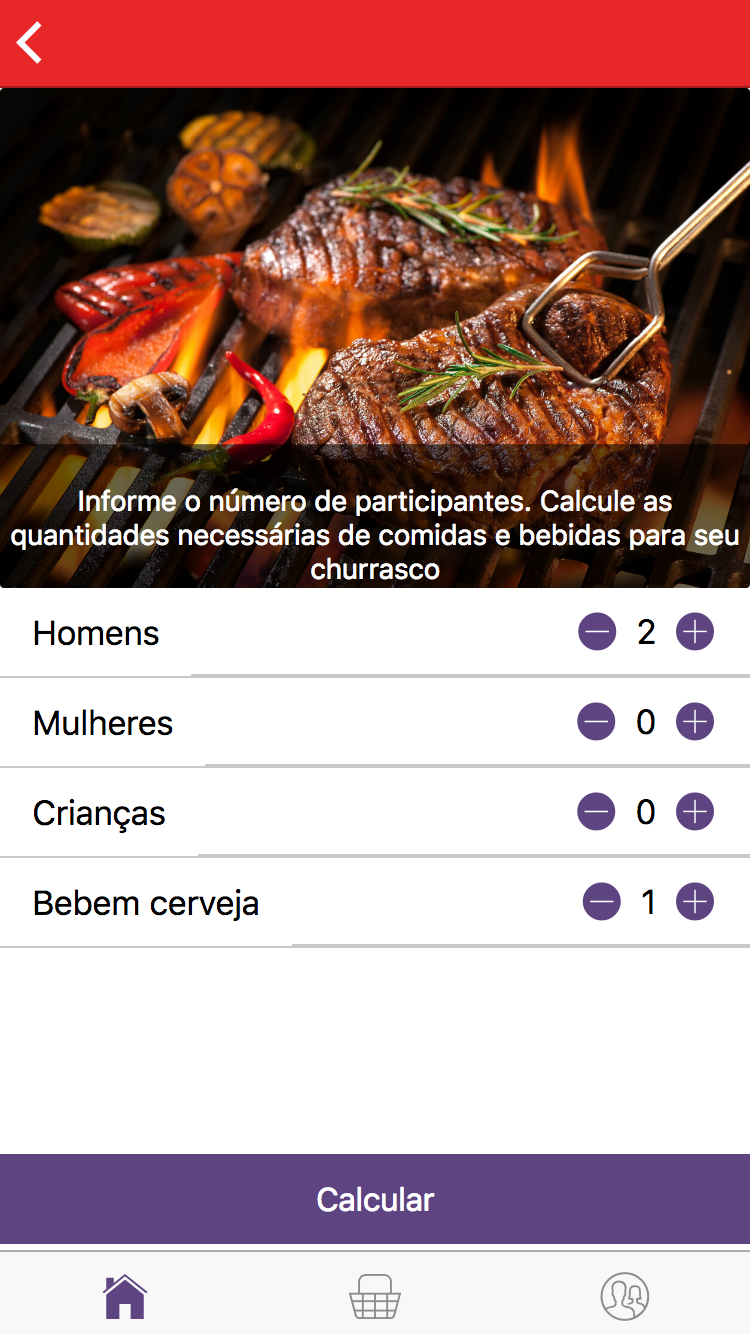 Informe o número de participantes. Calcule as
quantidades necessárias de comidas e bebidas para seu
churrasco
Homens 2
Mulheres 0
Crianças 0
Bebem cerveja 1
Calcular